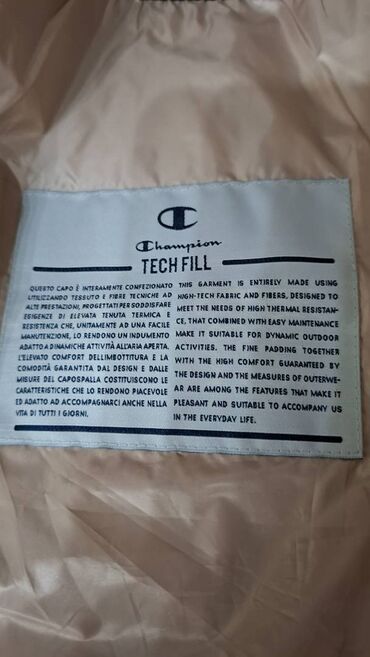 Champion
TECH FILL
QUESTO CAPO È INTERAMENTE CONFEZIONATO
UTILIZZANDO TESSUTO E FIBRE TECNICHE AD
ALTE PRESTAZIONI, PROGETTATI PER SODDISFARE
ESIGENZE DI ELEVATA TENUTA TERMICA E
RESISTENZA CHE, UNITAMENTE AD UNA FACILE
MANUTENZIONE, LO RENDONO UN INDUMENTO
ADATTO A DINAMICHE ATTIVITÀ ALL'ARIA APERTA.
L'ELEVATO COMFORT DELL'IMBOTTITURA E LA
COMODITÀ GARANTITA DAL DESIGN E DALLE
MISURE DEL CAPOSPALLA COSTITUISCONO LE
CARATTERISTICHE CHE LO RENDONO PIACEVOLE
ED ADATTO AD ACCOMPAGNARCI ANCHE NELLA
VITA DI TUTTI I GIORNI.
THIS GARMENT IS ENTIRELY MADE USING
HIGH-TECH FABRIC AND FIBERS, DESIGNED TO
MEET THE NEEDS OF HIGH THERMAL RESISTAN-
CE, THAT COMBINED WITH EASY MAINTENANCE
MAKE IT SUITABLE FOR DYNAMIC OUTDOOR
ACTIVITIES. THE FINE PADDING TOGETHER
WITH THE HIGH COMFORT GUARANTEED BY
THE DESIGN AND THE MEASURES OF OUTERWE-
AR ARE AMONG THE FEATURES THAT MAKE IT
PLEASANT AND SUITABLE TO ACCOMPANY US
IN THE EVERYDAY LIFE.